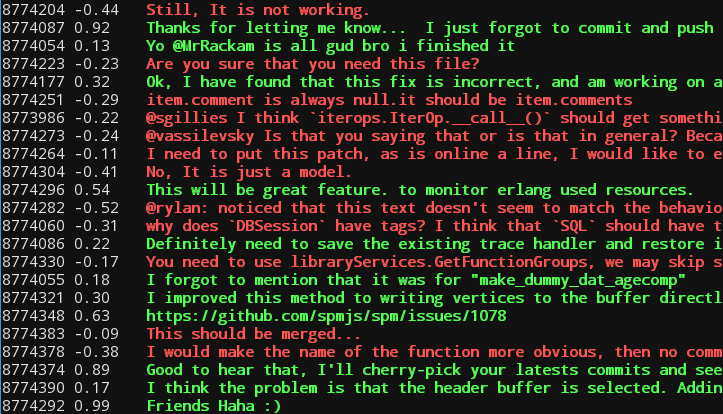 8774204 -0.44 Still, It is not working.
8774087 0.92 Thanks for letting me know... I just forgot to commit and push
8774054 0.13 Yo @MrRackam is all gud bro i finished it
8774223 -0.23 Are you sure that you need this file?
8774177 0.32 Ok, I have found that this fix is incorrect, and am working on a
8774251 -0.29 item.comment is always null.it should be item.comments
8773986 -0.22 @sgillies I think `iterops.IterOp.__call__()` should get somethi
8774273 -0.24 @vassilevsky Is that you saying that or is that in general? Beca
8774264 -0.11 I need to put this patch, as is online a line, I would like to e
8774304 -0.41 No, It is just a model.
8774296 0.54 This will be great feature. to monitor erlang used resources.
8774282 -0.52 @rylan: noticed that this text doesn't seem to match the behavio
8774060 -0.31 why does `DBSession` have tags? I think that `SQL` should have t
8774086 0.22 Definitely need to save the existing trace handler and restore i
8774330 -0.17 You need to use libraryServices.GetFunctionGroups, we may skip s
8774055 0.18 I forgot to mention that it was for "make_dummy_dat_agecomp"
8774321 0.30 I improved this method to writing vertices to the buffer directl
8774348 0.63 https://github.com/spmjs/spm/issues/1078
8774383 -0.09 This should be merged...
8774378 -0.38 I would make the name of the function more obvious, then no comm
8774374 0.89 Good to hear that, I'll cherry-pick your latests commits and see
8774390 0.17 I think the problem is that the header buffer is selected. Addin
8774292 0.99 Friends Haha :)